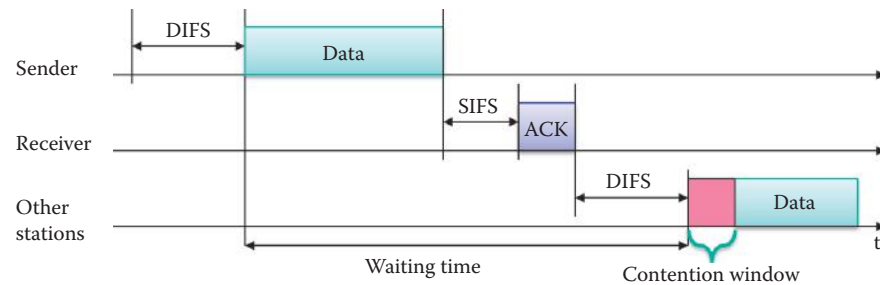 DIFS
Data
Sender
SIFS
ACK
Receiver
DIFS
Data
Other
stations
t
Waiting time
Contention window